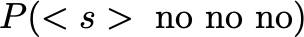 P(< s > no no no)